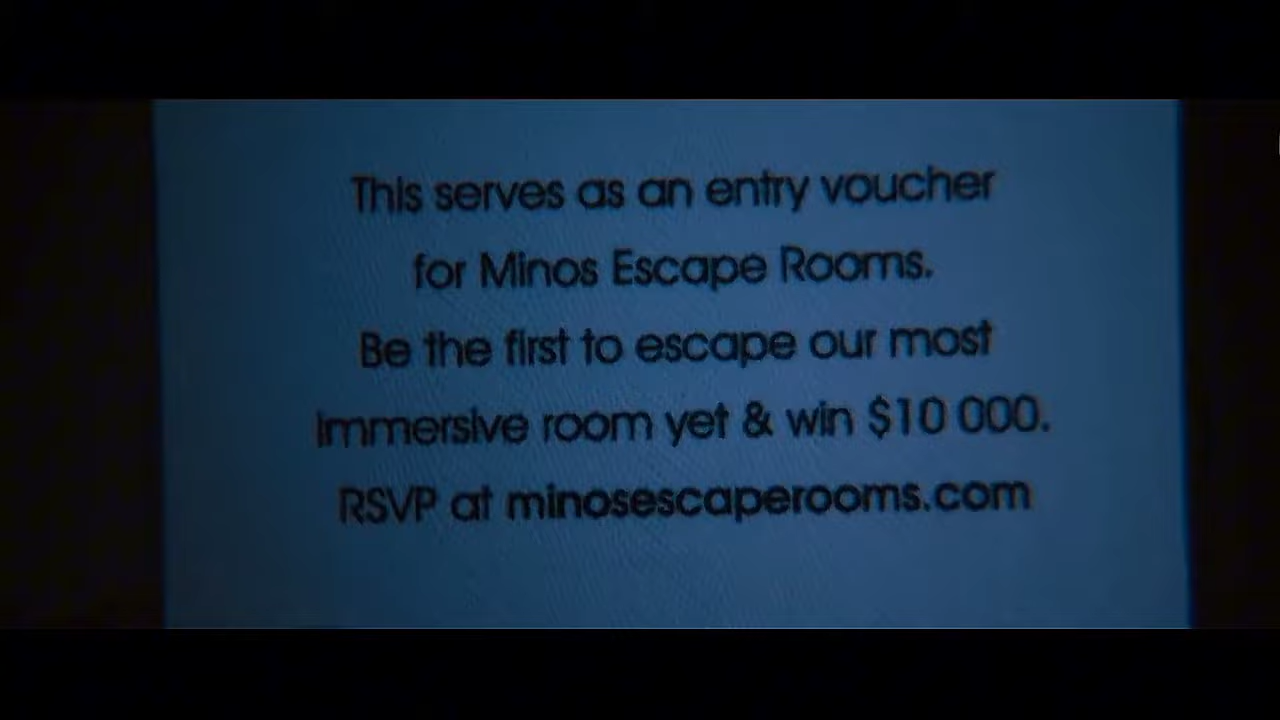 This serves as an entry voucher
for Minos Escape Rooms.
Be the first to escape our most
immersive room yet & win $10 000.
RSVP at minosescaperooms.com